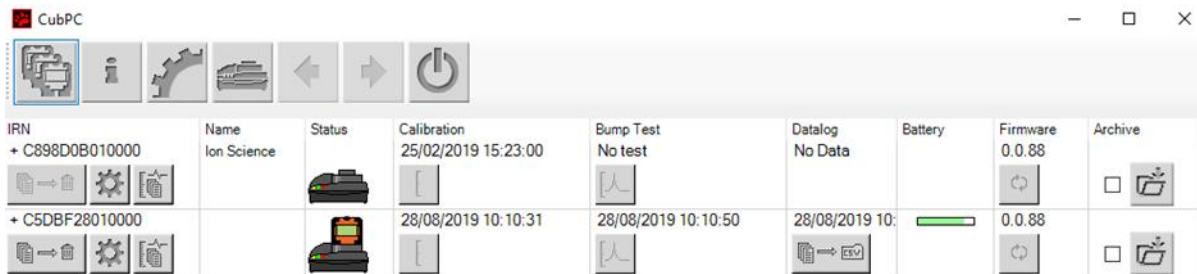 CubPC
IRN Name Status Calibration Bump Test Datalog Battery Firmware Archive
+ C898D0B010000 Ion Science 25/02/2019 15:23:00 No test No Data 0.0.88
+ C5DBF28010000 28/08/2019 10:10:31 28/08/2019 10:10:50 28/08/2019 10: 0.0.88
CSV